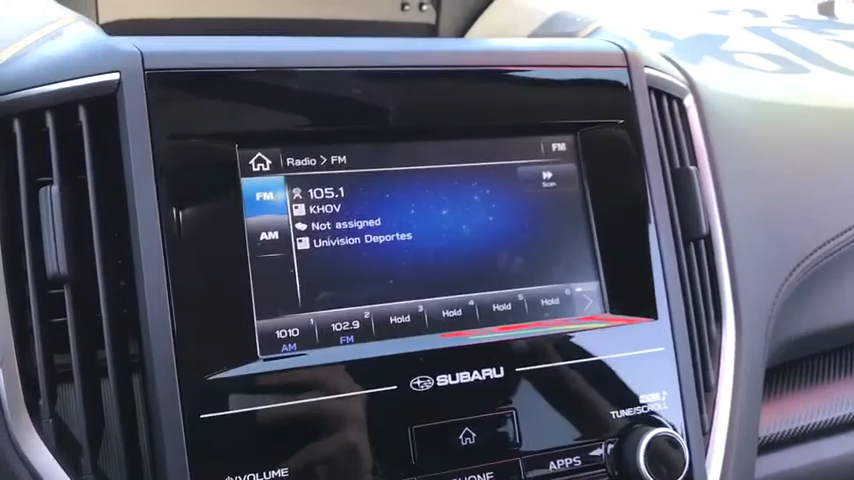 Radio > FM FM
FM
AM
105.1
KHOV
Not assigned
Univision Deportes
Scan
1010 1 102.9 2 Hold 3 Hold 4 Hold 5 Hold 6
AM FM
SUBARU
TUNE/SCROLL
VOLUME
APPS